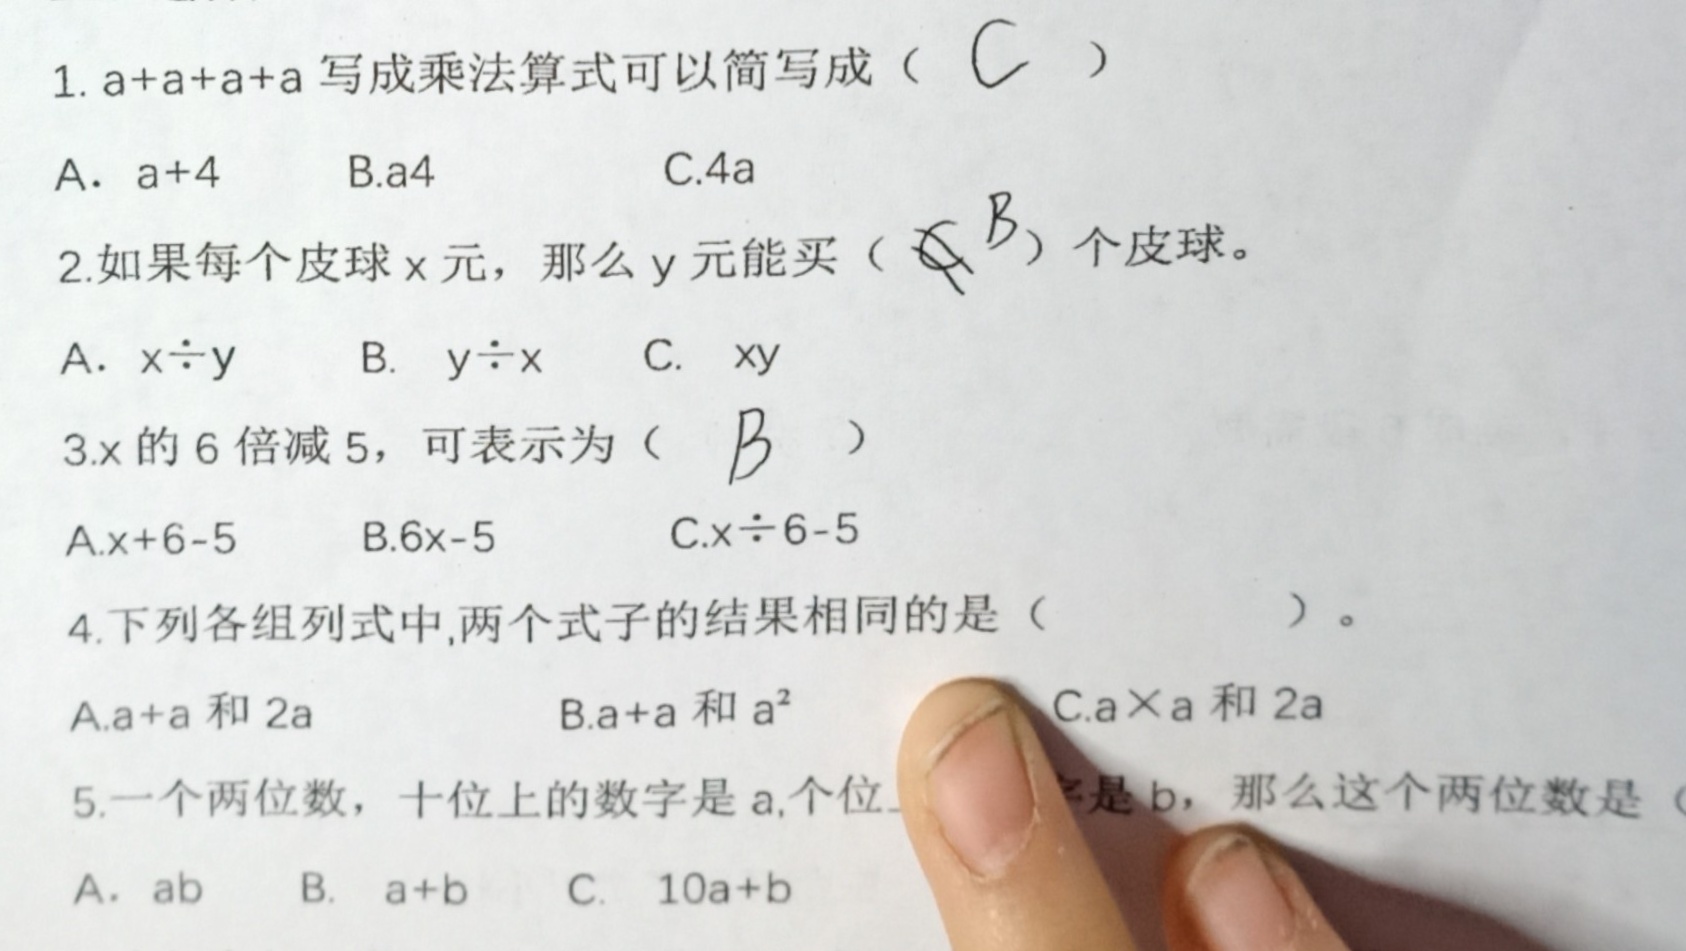 1. a+a+a+a 写成乘法算式可以简写成（ C ）
A. a+4 B.a4 C.4a
2.如果每个皮球 x 元，那么 y 元能买（ B ）个皮球。
A. x÷y B. y÷x C. xy
3.x 的 6 倍减 5，可表示为（ B ）
A.x+6-5 B.6x-5 C.x÷6-5
4.下列各组列式中,两个式子的结果相同的是（ ）。
A.a+a 和 2a B.a+a 和 a² C.a×a 和 2a
5.一个两位数，十位上的数字是 a,个位 是 b，那么这个两位数是（
A. ab B. a+b C. 10a+b